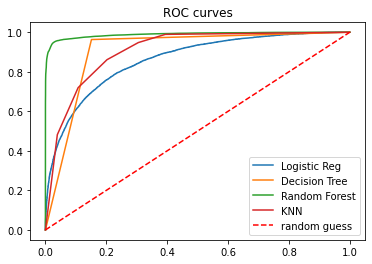 ROC curves
1.0
0.8
0.6
0.4
0.2
0.0
Logistic Reg
Decision Tree
Random Forest
KNN
random guess
0.0 0.2 0.4 0.6 0.8 1.0